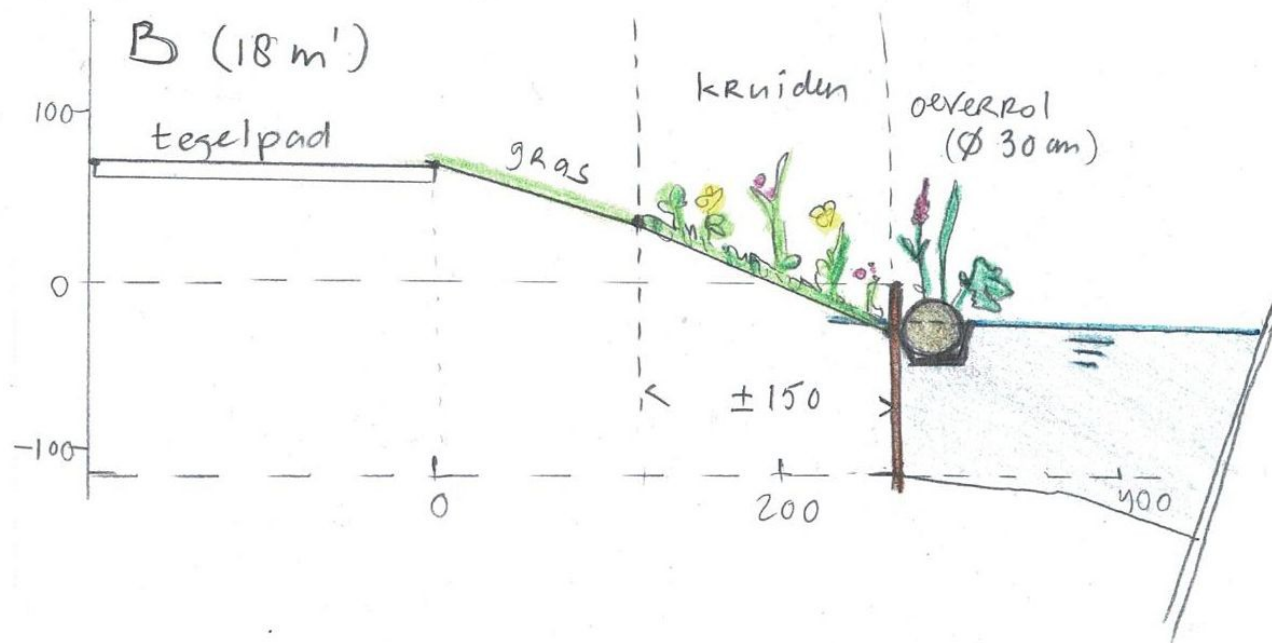 B (18 m')
kruiden
oeverrol
(Ø 30 cm)
100
tegelpad
gras
0
± 150
-100
0
200
400